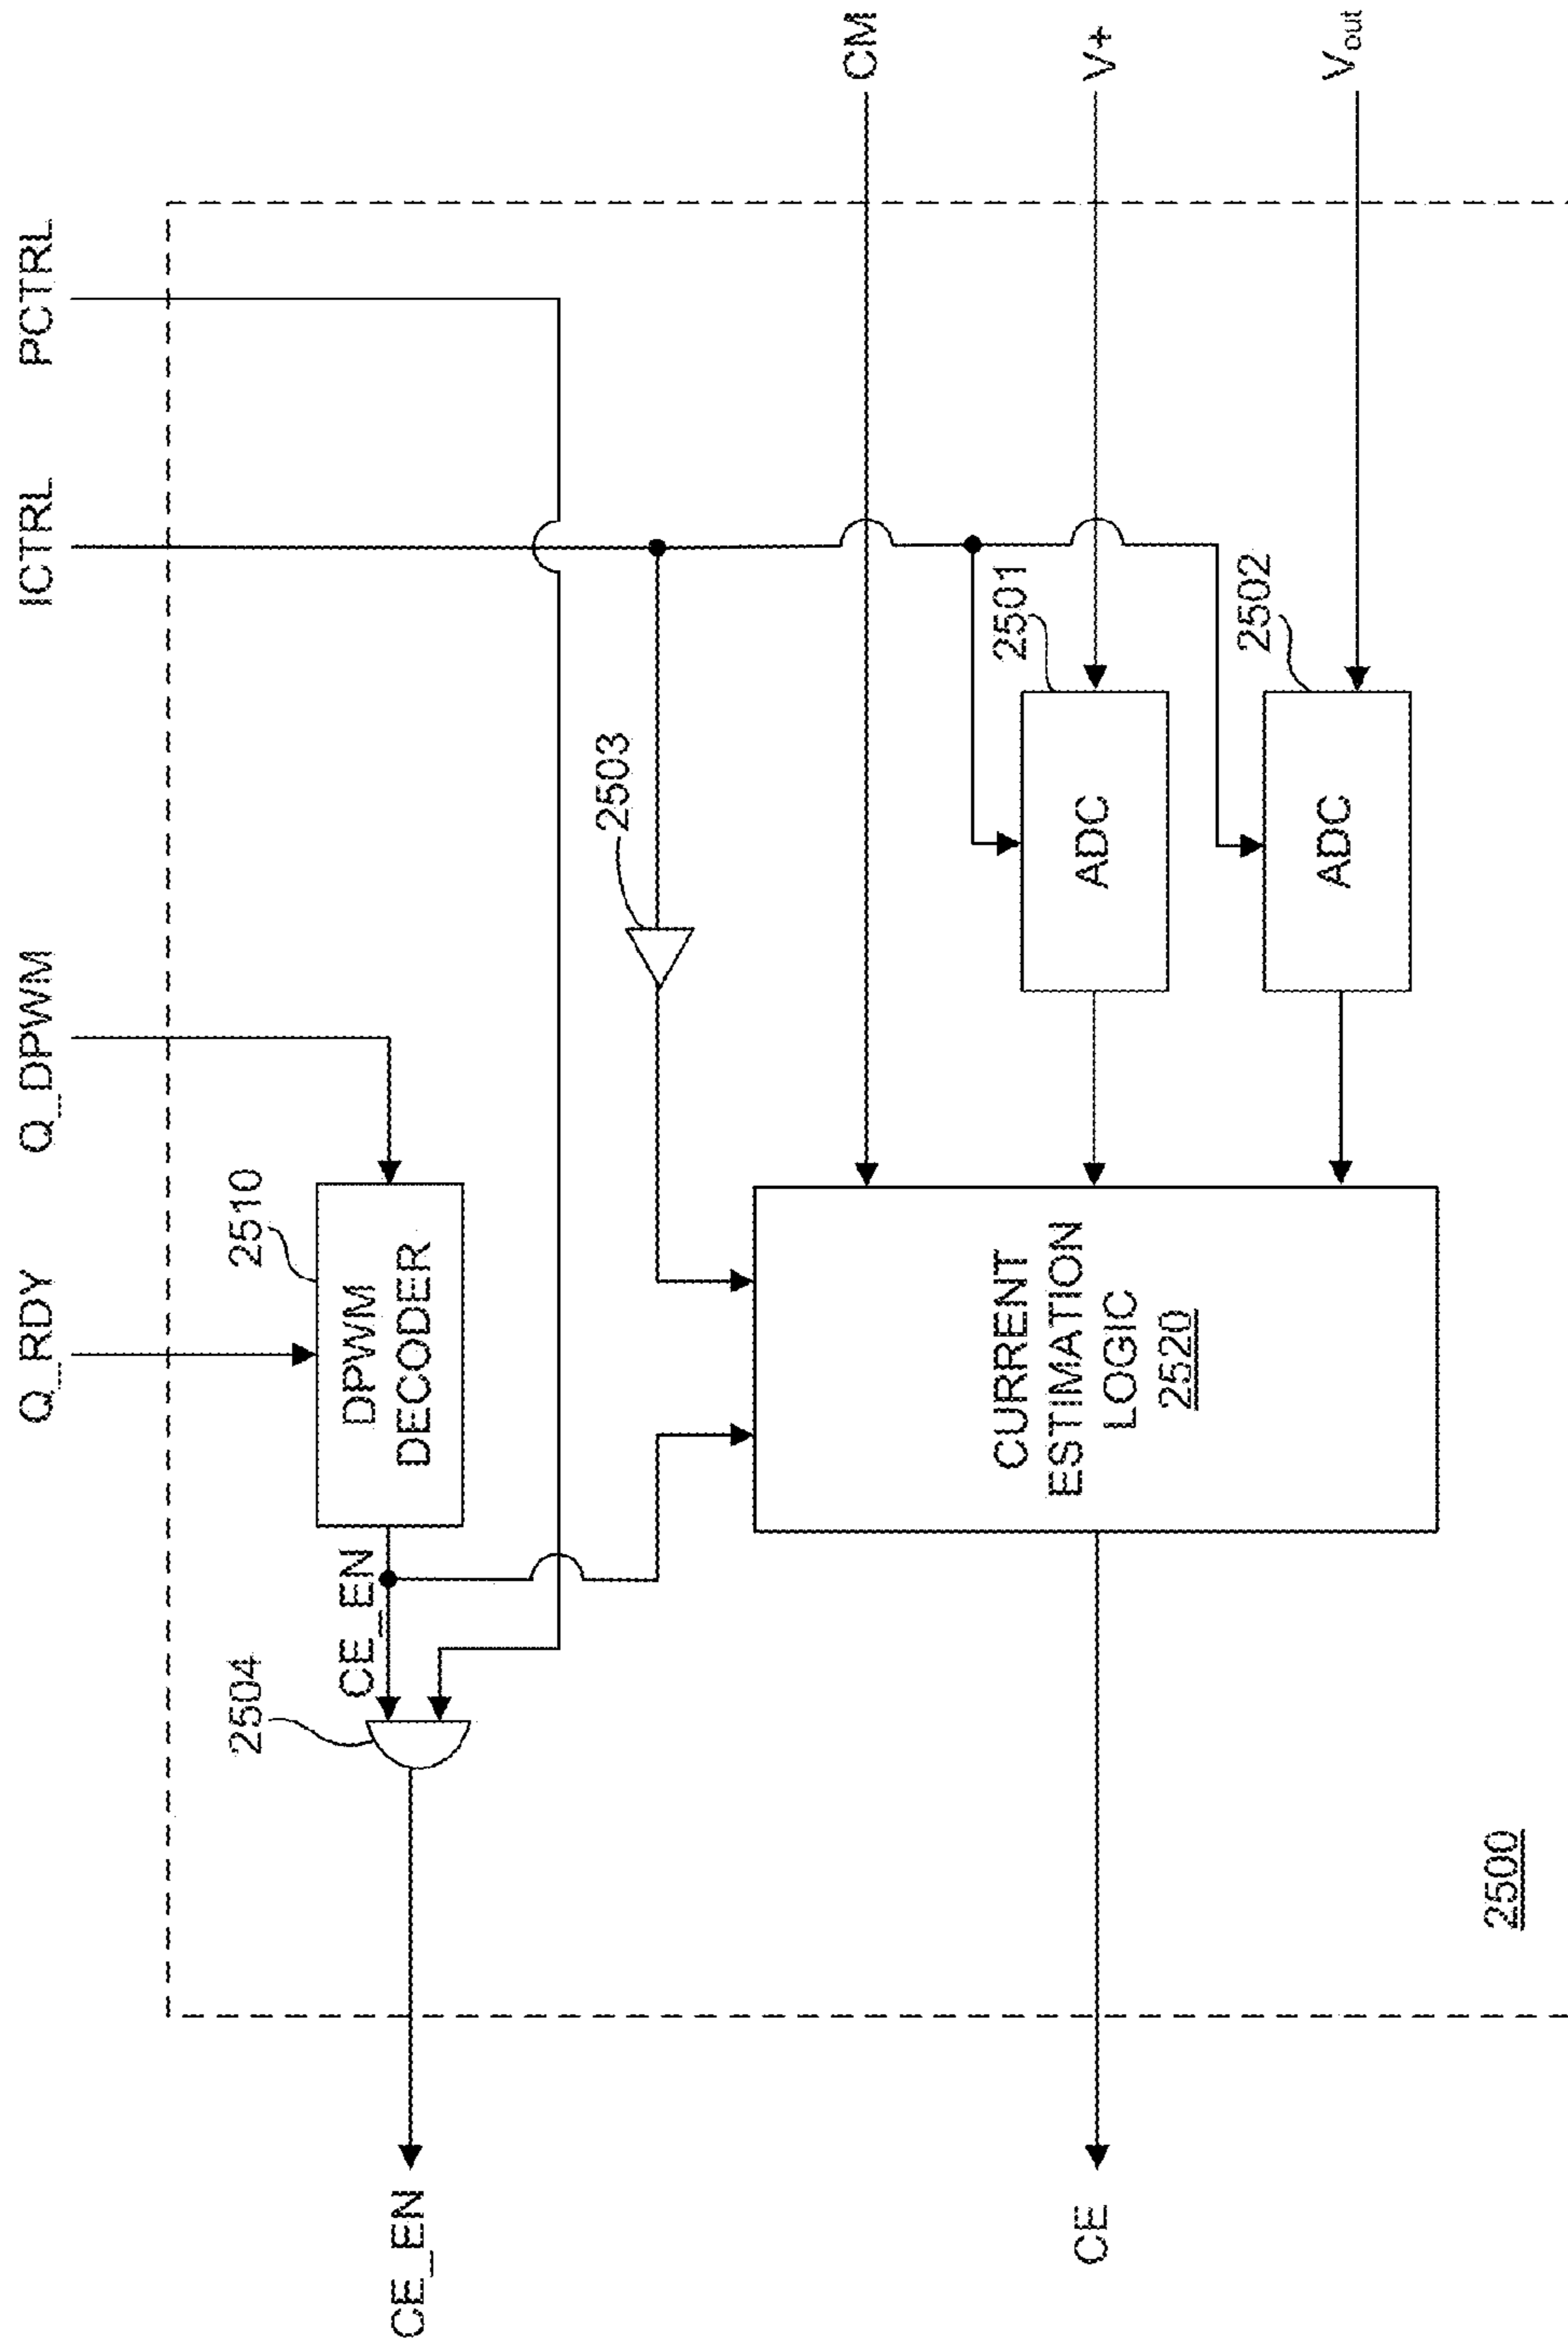 Q_RDY
Q_DPWM
ICTRL
PCTRL
2510
DPWM
DECODER
2504
CE_EN
CE_EN
2503
CM
2501
V+
ADC
2502
Vout
ADC
CURRENT
ESTIMATION
LOGIC
2520
CE
2500